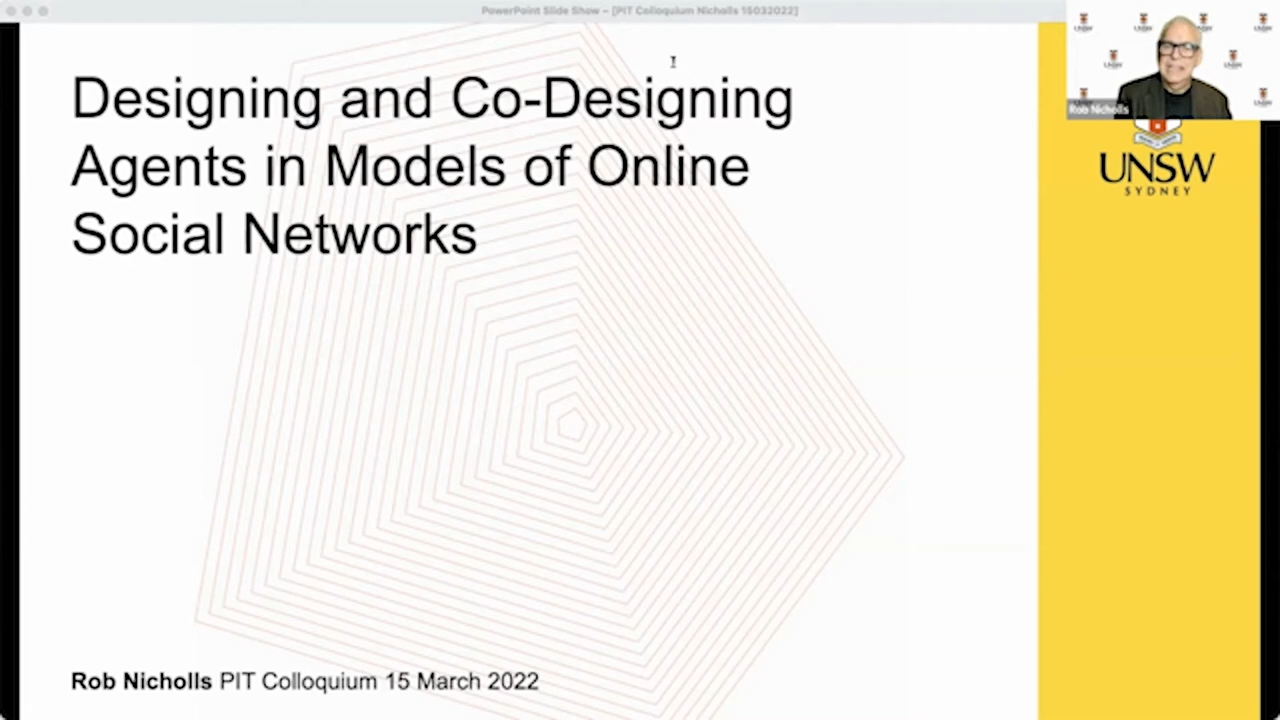 PowerPoint Slide Show – [PIT Colloquium Nicholls 15032022]
Designing and Co-Designing
Agents in Models of Online
Social Networks
Rob Nicholls
UNSW
SYDNEY
Rob Nicholls PIT Colloquium 15 March 2022